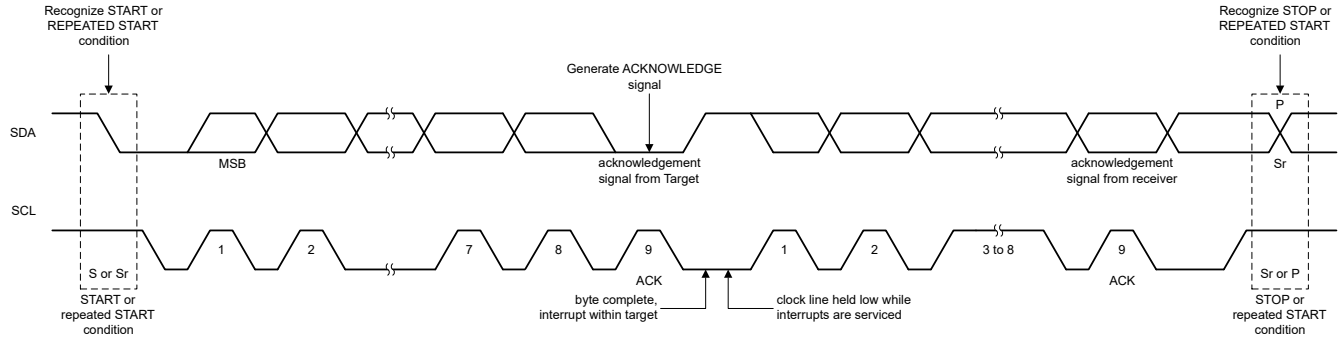 Recognize START or
REPEATED START
condition
Recognize STOP or
REPEATED START
condition
Generate ACKNOWLEDGE
signal
P
SDA
MSB
acknowledgement
signal from Target
acknowledgement
signal from receiver
Sr
SCL
1
2
7
8
9
1
2
3 to 8
9
S or Sr
ACK
ACK
Sr or P
START or
repeated START
condition
byte complete,
interrupt within target
clock line held low while
interrupts are serviced
STOP or
repeated START
condition